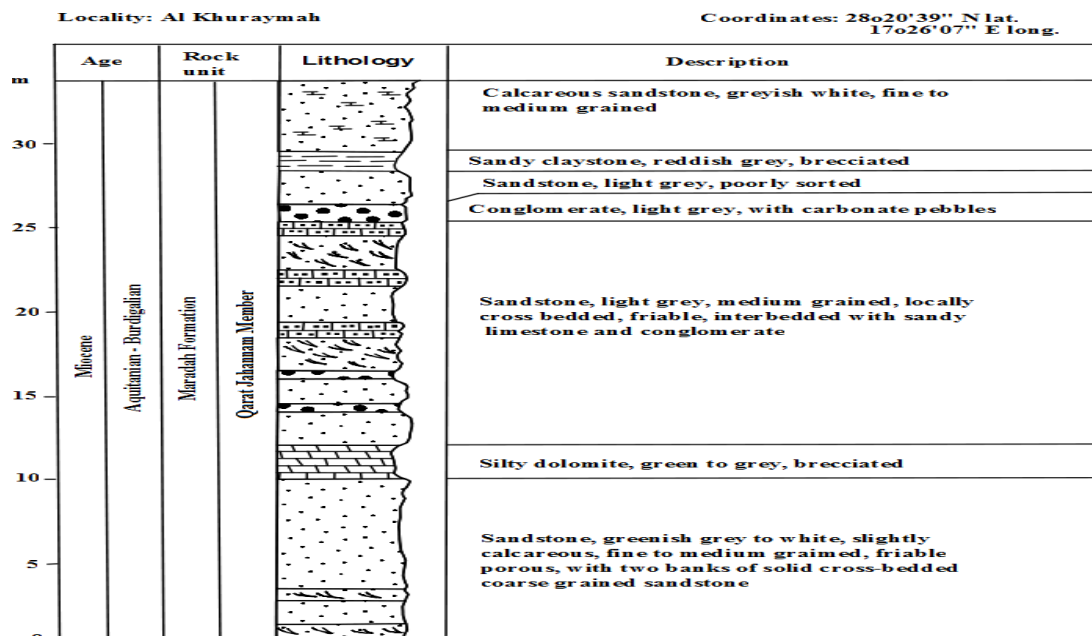 Locality: Al Khuraymah
Coordinates: 28o20'39" N lat.
17o26'07" E long.
Age
Rock
unit
Lithology
Description
m
30
25
20
15
10
5
0
Miocene
Aquitanian - Burdigalian
Maradah Formation
Qarat Jahannam Member
Calcareous sandstone, greyish white, fine to
medium grained
Sandy claystone, reddish grey, brecciated
Sandstone, light grey, poorly sorted
Conglomerate, light grey, with carbonate pebbles
Sandstone, light grey, medium grained, locally
cross bedded, friable, interbedded with sandy
limestone and conglomerate
Silty dolomite, green to grey, brecciated
Sandstone, greenish grey to white, slightly
calcareous, fine to medium graimed, friable
porous, with two banks of solid cross-bedded
coarse grained sandstone